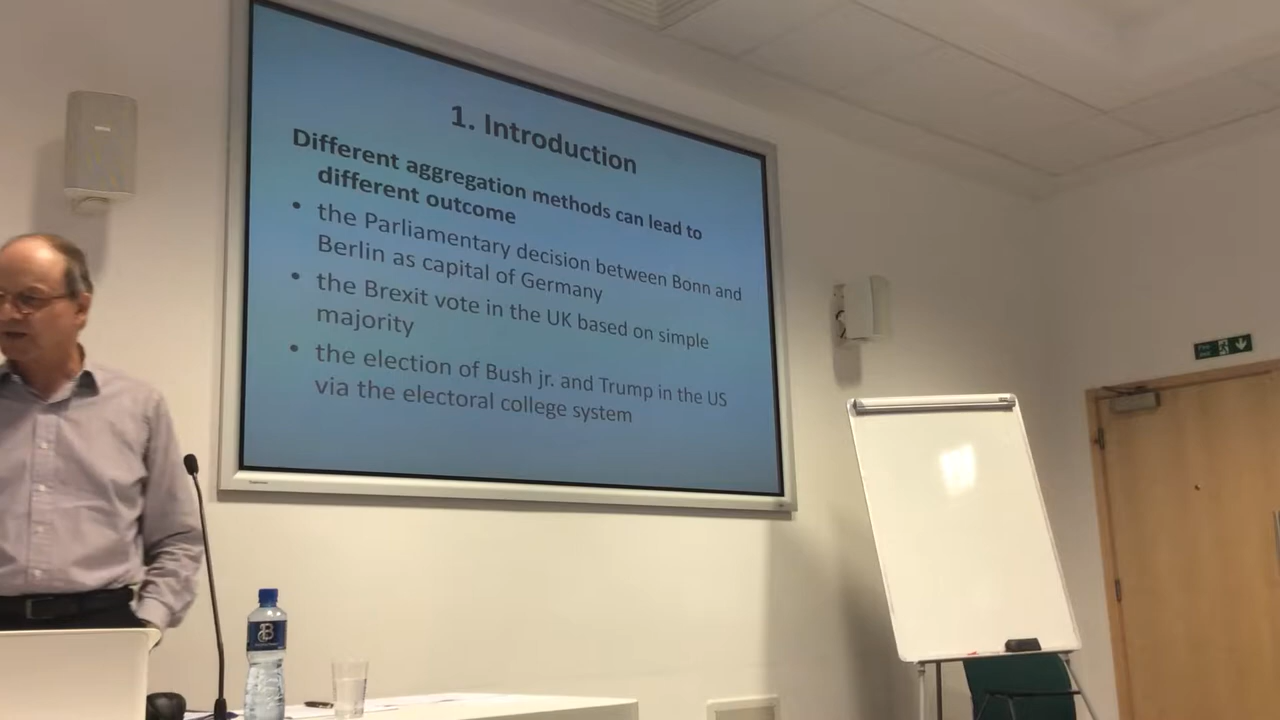 1. Introduction
Different aggregation methods can lead to
different outcome
• the Parliamentary decision between Bonn and
Berlin as capital of Germany
• the Brexit vote in the UK based on simple
majority
• the election of Bush jr. and Trump in the US
via the electoral college system